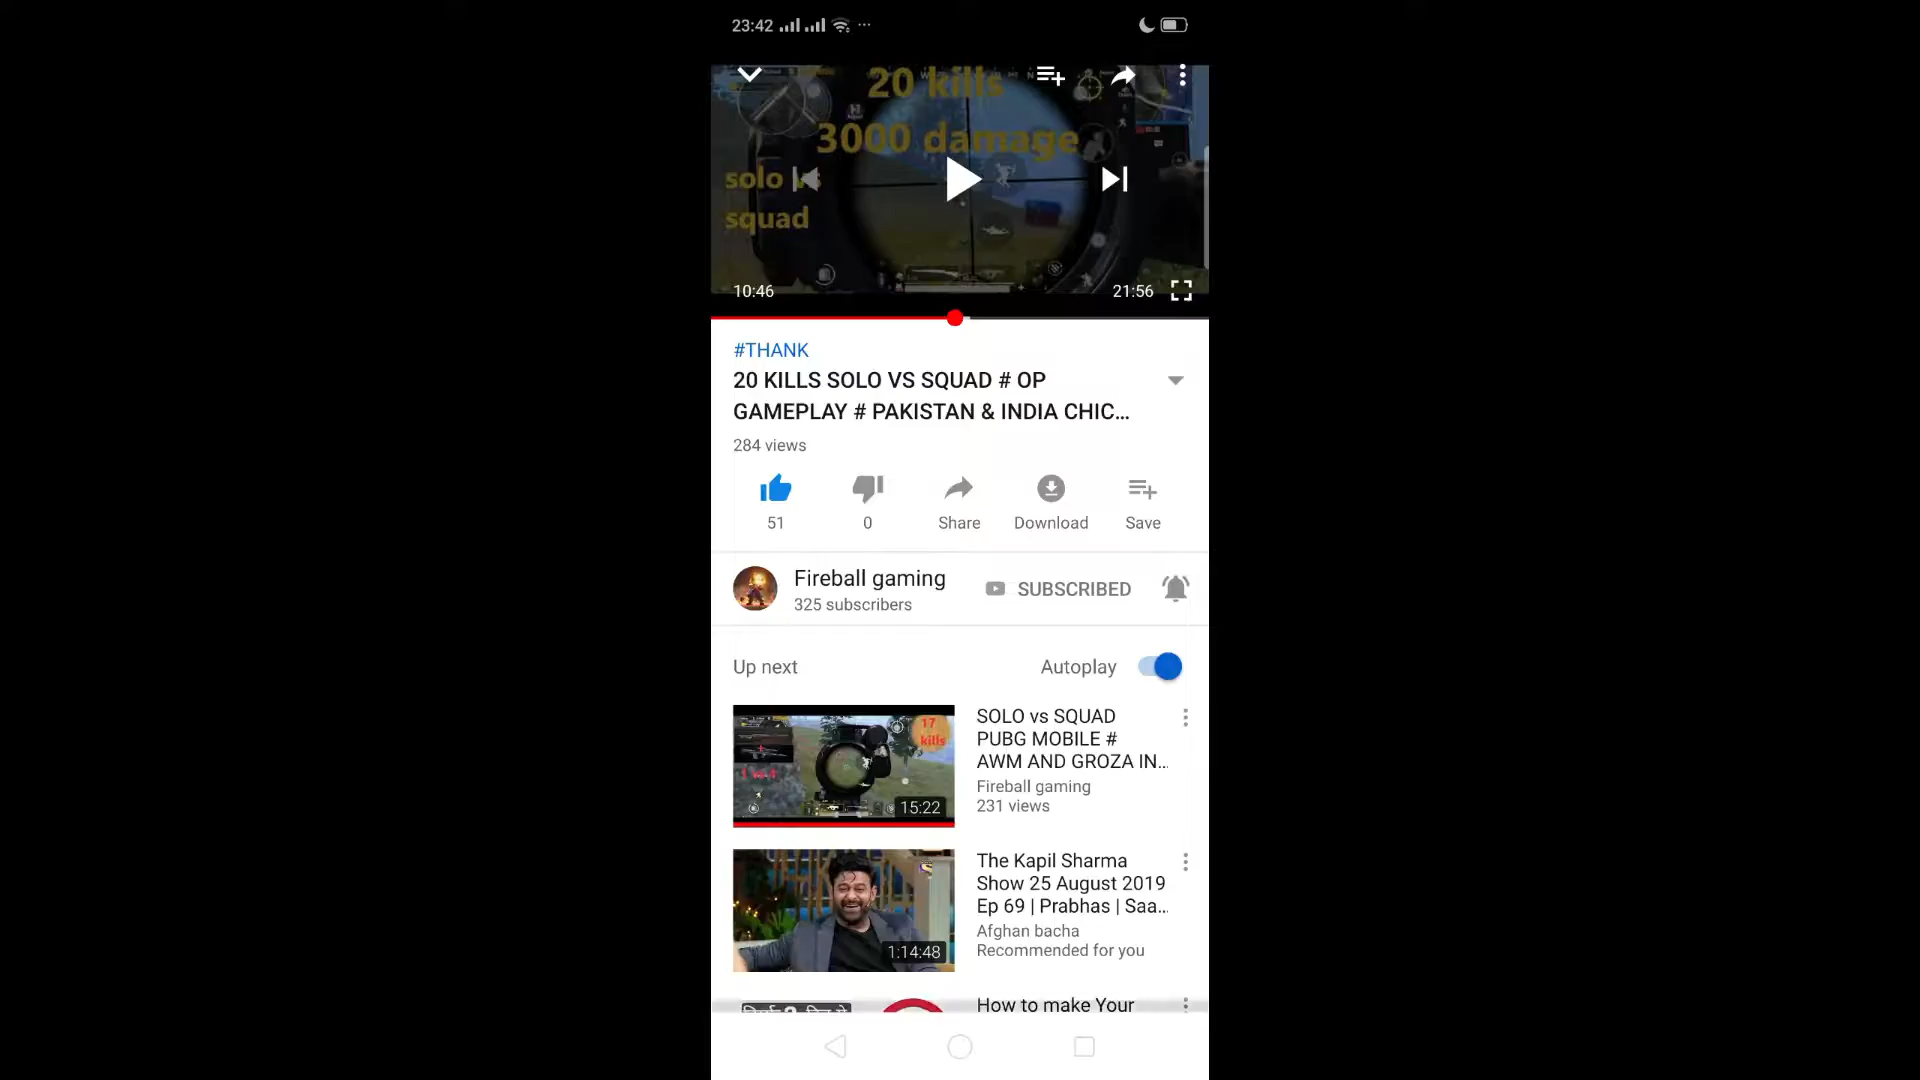 23:42
20 kills
3000 damage
solo vs
squad
10:46
21:56
#THANK
20 KILLS SOLO VS SQUAD # OP
GAMEPLAY # PAKISTAN & INDIA CHIC...
284 views
51
0
Share
Download
Save
Fireball gaming
325 subscribers
SUBSCRIBED
Up next
Autoplay
17
kills
15:22
SOLO vs SQUAD
PUBG MOBILE #
AWM AND GROZA IN...
Fireball gaming
231 views
1:14:48
The Kapil Sharma
Show 25 August 2019
Ep 69 | Prabhas | Saa...
Afghan bacha
Recommended for you
How to make Your